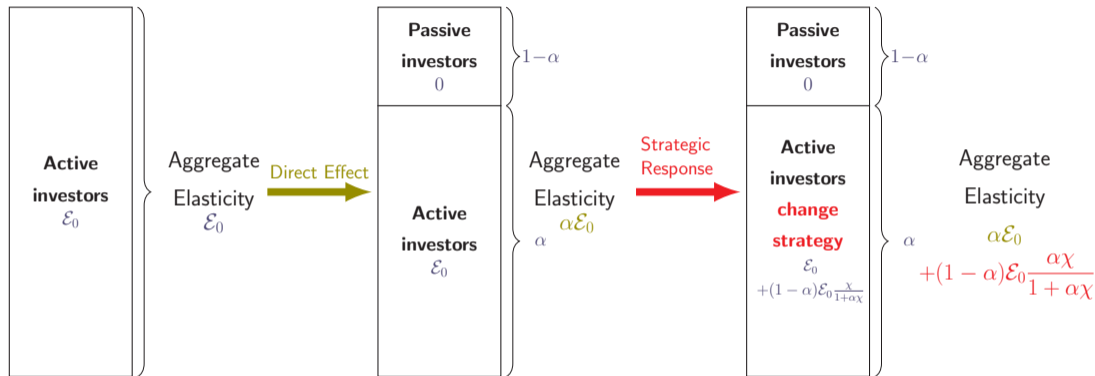 Active
investors
ℰ₀
Aggregate
Elasticity
ℰ₀
Direct Effect
Passive
investors
0
1−α
Active
investors
ℰ₀
α
Aggregate
Elasticity
αℰ₀
Strategic
Response
Passive
investors
0
1−α
Active
investors
change
strategy
ℰ₀
+(1−α)ℰ₀ χ/(1+αχ)
α
Aggregate
Elasticity
αℰ₀
+(1 − α)ℰ₀ αχ/(1 + αχ)